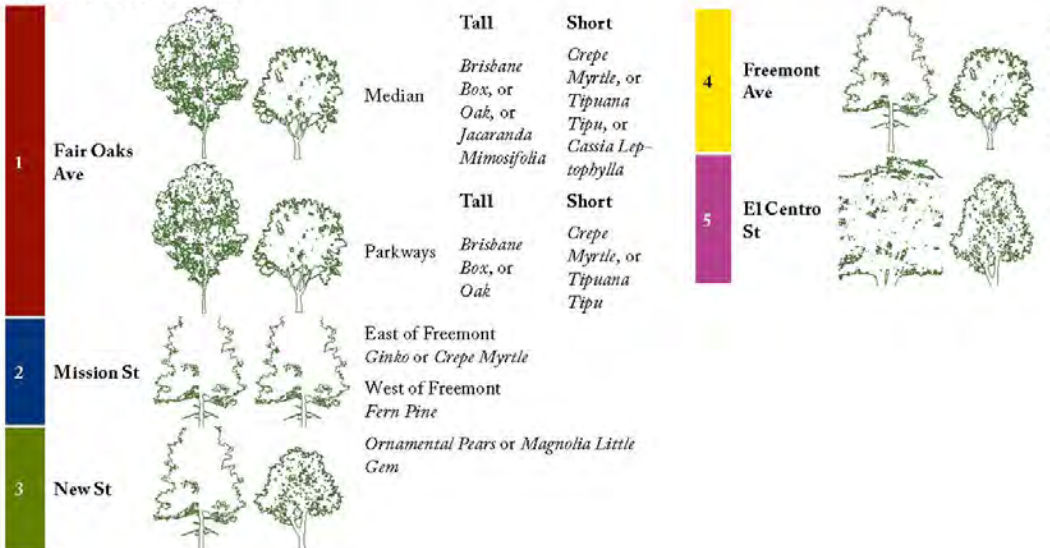 Tall
Short
1
Fair Oaks
Ave
Median
Brisbane
Box, or
Oak, or
Jacaranda
Mimosifolia
Crepe
Myrtle, or
Tipuana
Tipu, or
Cassia Lep-
tophylla
Parkways
Tall
Short
Brisbane
Box, or
Oak
Crepe
Myrtle, or
Tipuana
Tipu
2
Mission St
East of Freemont
Ginko or Crepe Myrtle
West of Freemont
Fern Pine
3
New St
Ornamental Pears or Magnolia Little
Gem
4
Freemont
Ave
5
El Centro
St